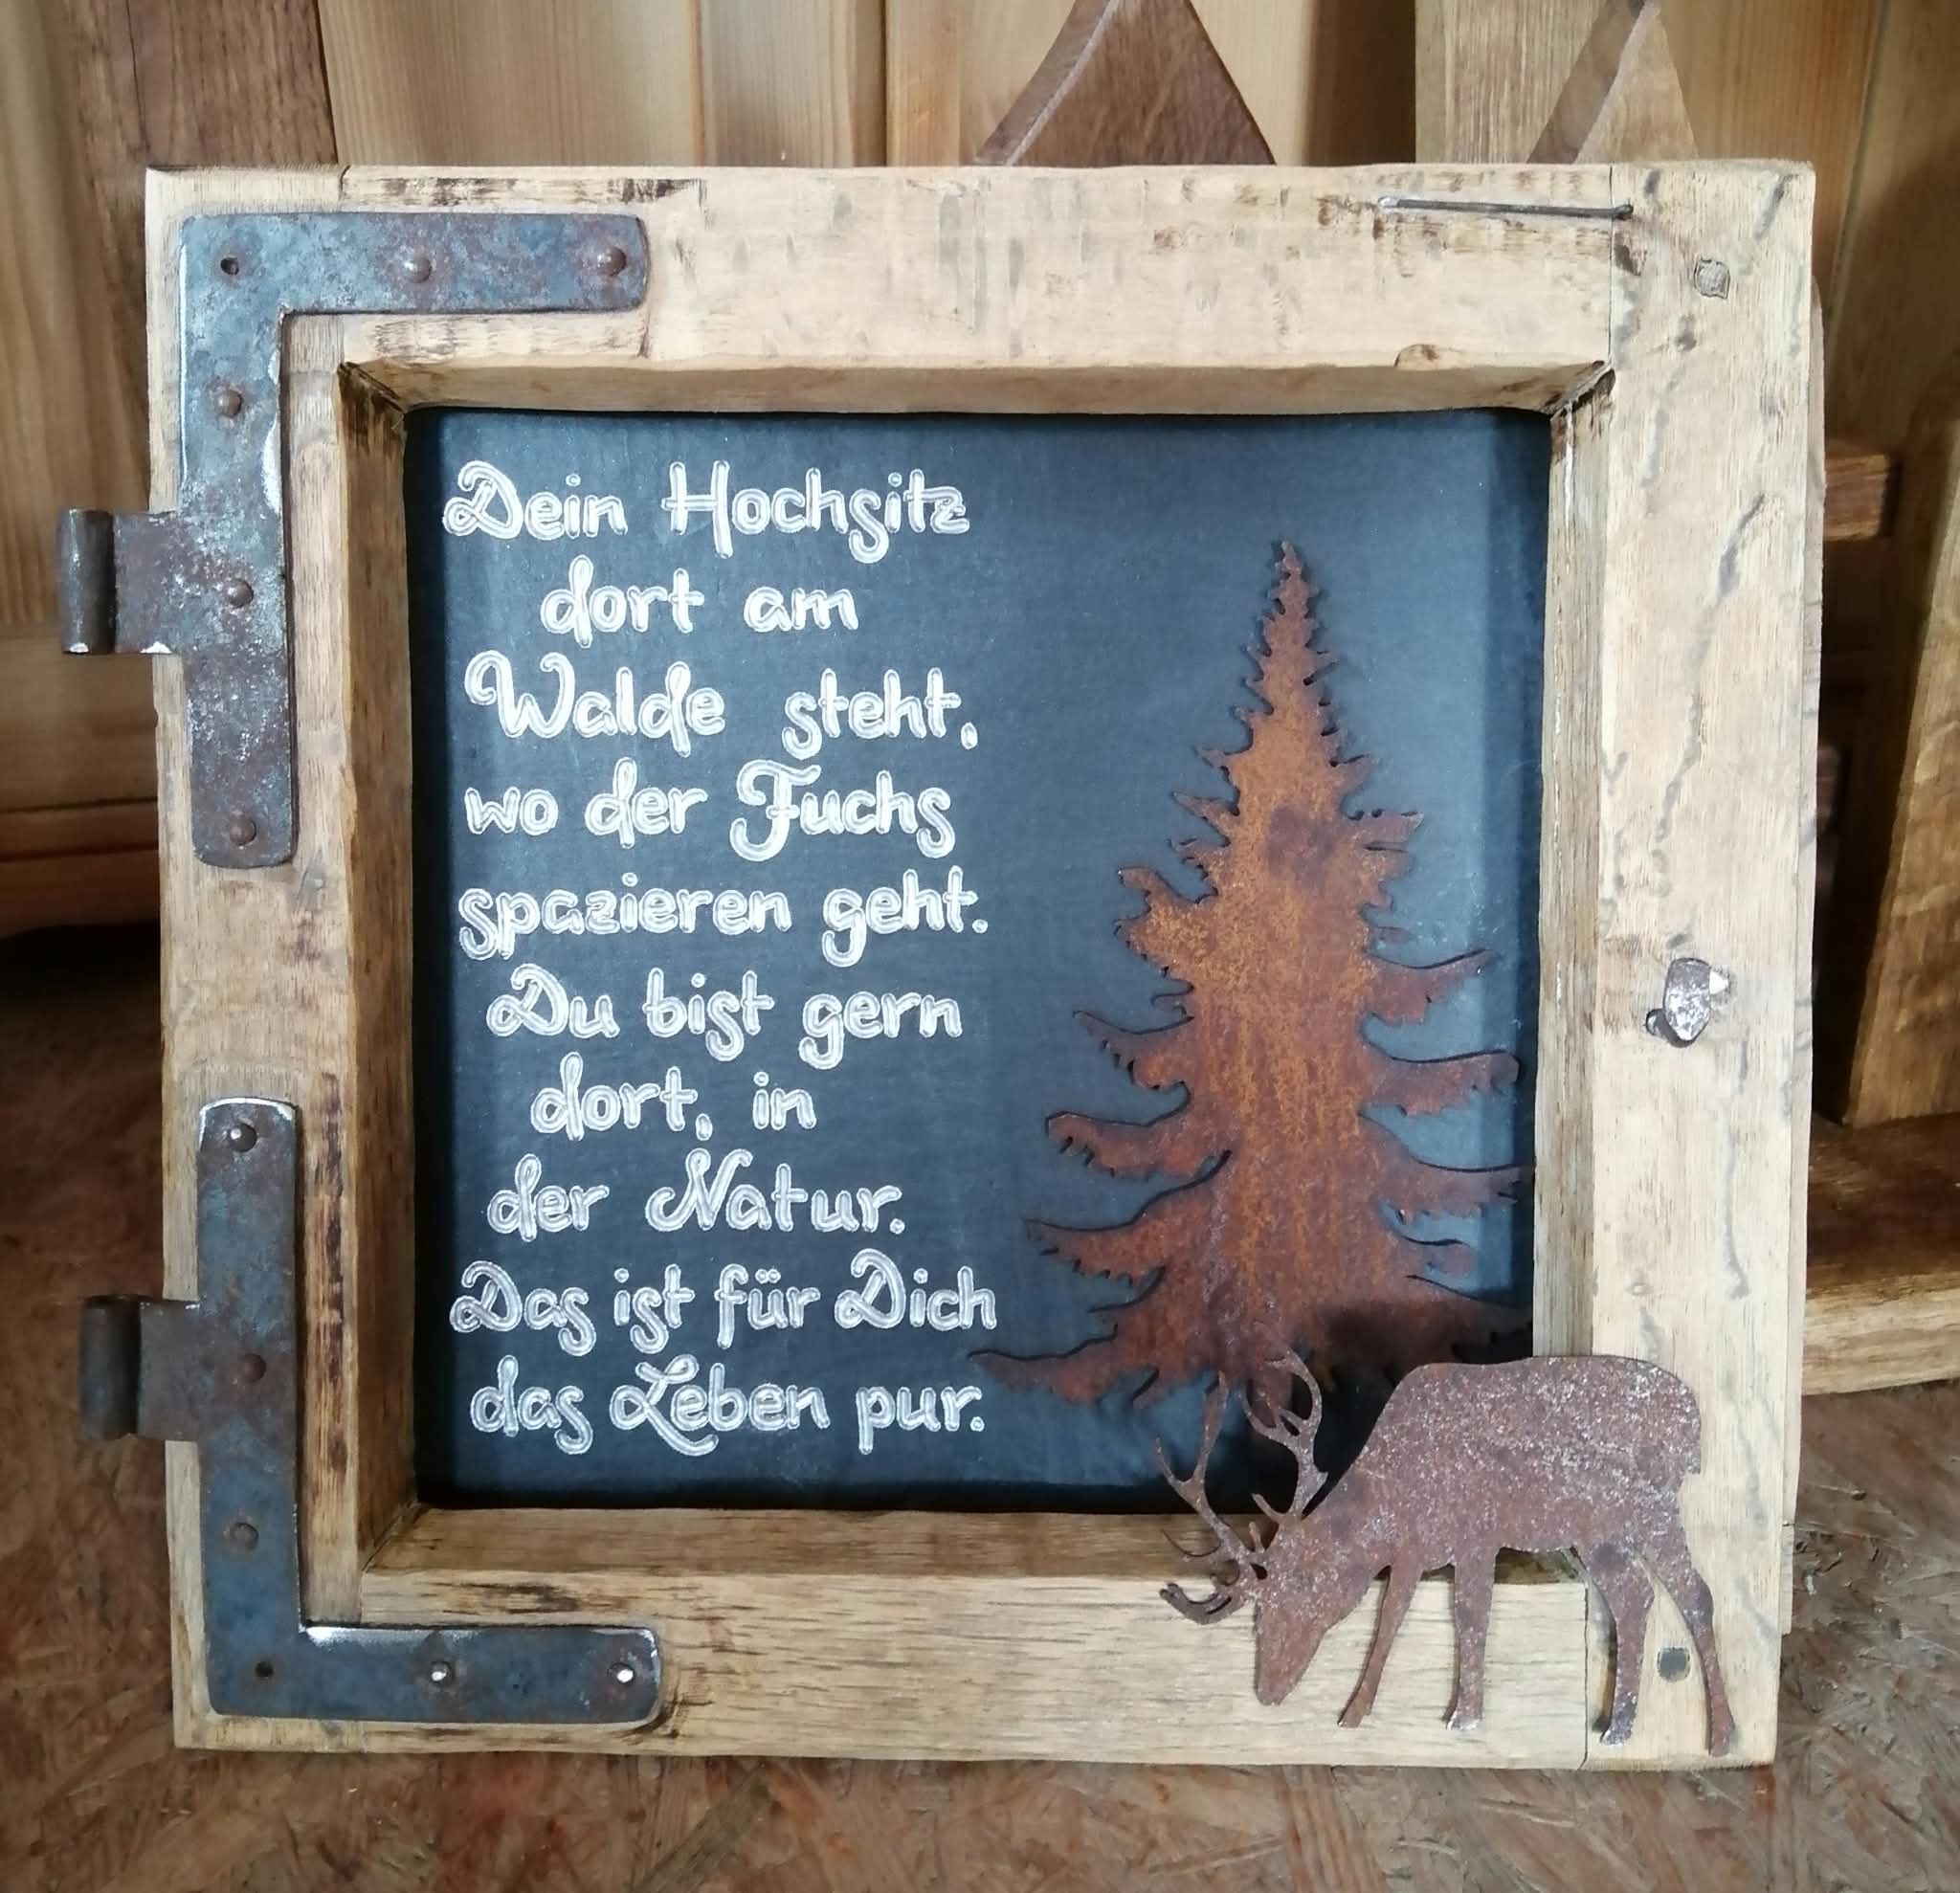 Dein Hochsitz
dort am
Walde steht,
wo der Fuchs
spazieren geht.
Du bist gern
dort, in
der Natur.
Das ist für Dich
das Leben pur.